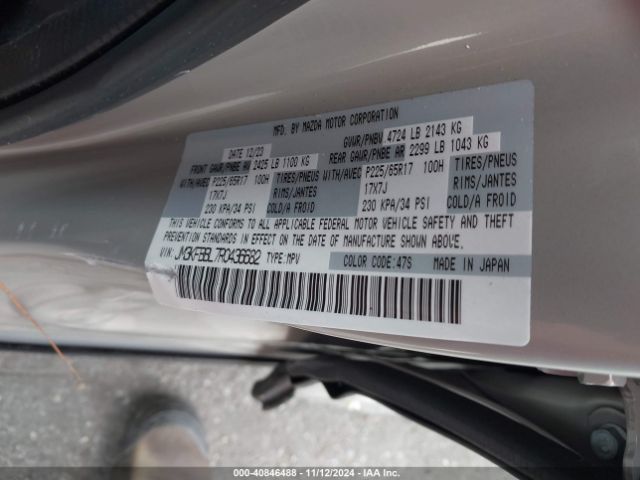 MFD. BY MAZDA MOTOR CORPORATION
DATE 12/23 GVWR/PNBV 4724 LB 2143 KG
FRONT GAWR/PNBE AV 2425 LB 1100 KG REAR GAWR/PNBE AR 2299 LB 1043 KG
WITH/AVEC P225/65R17 100H TIRES/PNEUS WITH/AVEC P225/65R17 100H TIRES/PNEUS
17X7J RIMS/JANTES 17X7J RIMS/JANTES
230 KPA/34 PSI COLD/A FROID 230 KPA/34 PSI COLD/A FROID
THIS VEHICLE CONFORMS TO ALL APPLICABLE FEDERAL MOTOR VEHICLE SAFETY AND THEFT
PREVENTION STANDARDS IN EFFECT ON THE DATE OF MANUFACTURE SHOWN ABOVE.
VIN: JM3KFBBL7R0436682 TYPE: MPV COLOR CODE: 47S MADE IN JAPAN
000-40846488 - 11/12/2024 - IAA Inc.